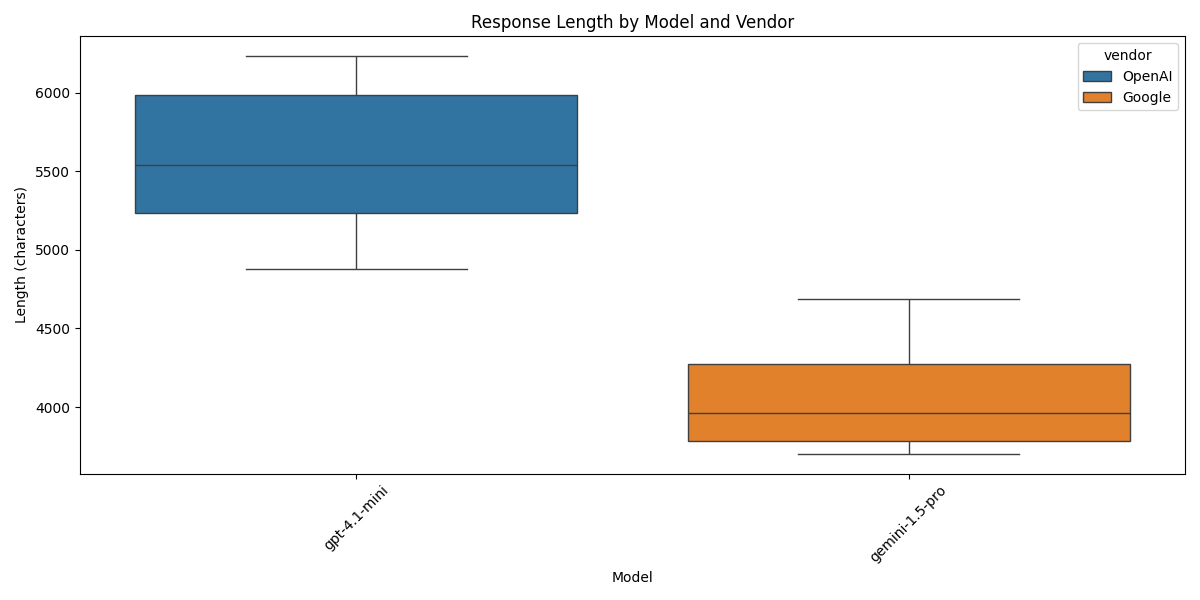 Response Length by Model and Vendor
vendor
OpenAI
Google
Length (characters)
6000
5500
5000
4500
4000
gpt-4.1-mini
gemini-1.5-pro
Model